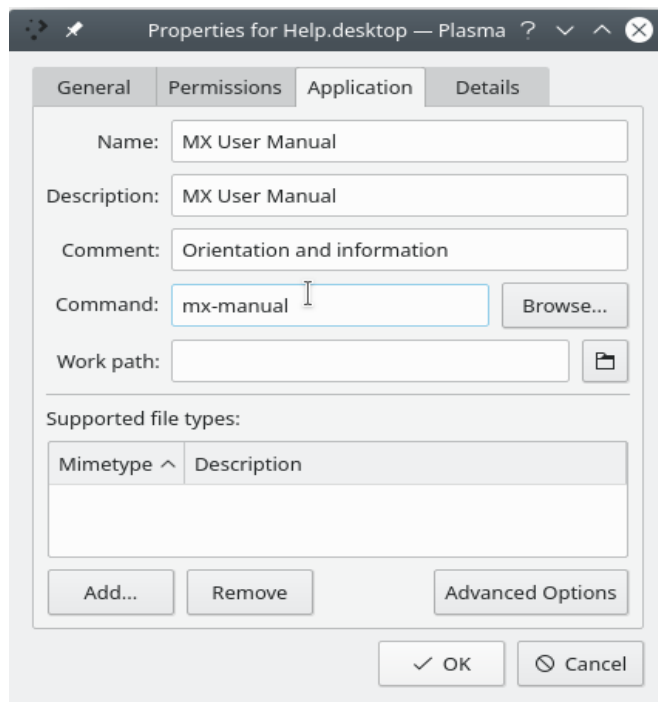 Properties for Help.desktop — Plasma ?
General Permissions Application Details
Name: MX User Manual
Description: MX User Manual
Comment: Orientation and information
Command: mx-manual Browse...
Work path:
Supported file types:
Mimetype Description
Add... Remove Advanced Options
OK Cancel